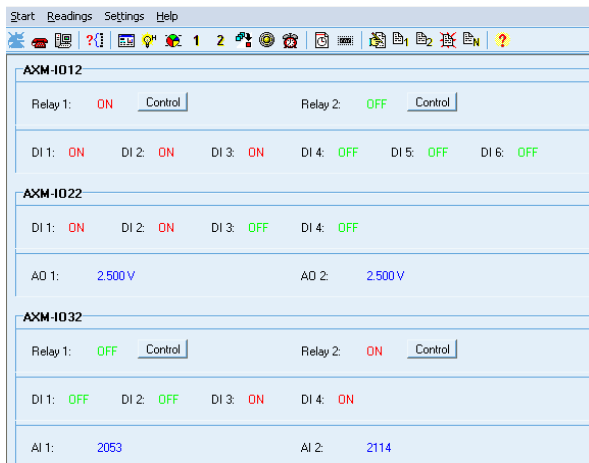 Start Readings Settings Help
?{} H 1 2 1 2 N ?
AXM-IO12
Relay 1: ON Control Relay 2: OFF Control
DI 1: ON DI 2: ON DI 3: ON DI 4: OFF DI 5: OFF DI 6: OFF
AXM-IO22
DI 1: ON DI 2: ON DI 3: OFF DI 4: OFF
AO 1: 2.500 V AO 2: 2.500 V
AXM-IO32
Relay 1: OFF Control Relay 2: ON Control
DI 1: OFF DI 2: OFF DI 3: ON DI 4: ON
AI 1: 2053 AI 2: 2114